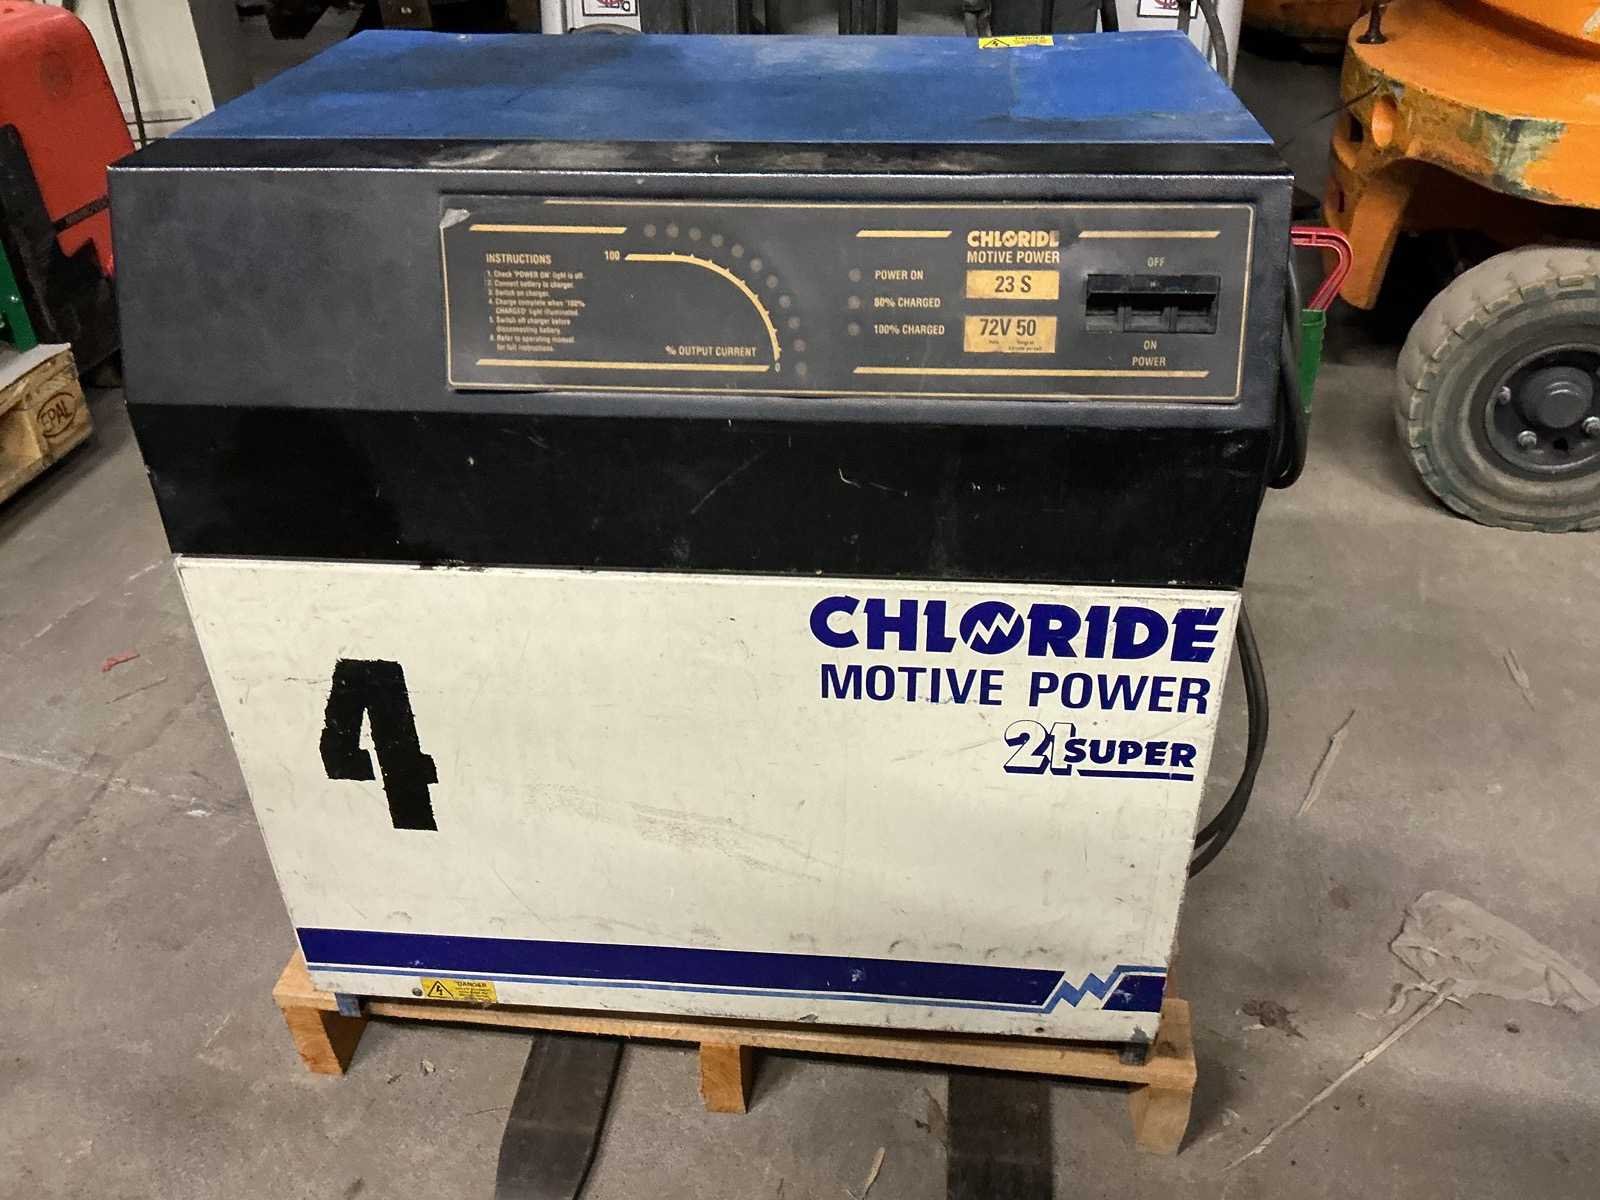 DANGER
INSTRUCTIONS
1. Check 'POWER ON' light is off.
2. Connect battery to charger.
3. Switch on charger.
4. Charge complete when '100%
CHARGED' light illuminated.
5. Switch off charger before
disconnecting battery.
6. Refer to operating manual
for full instructions.
100
% OUTPUT CURRENT
0
POWER ON
80% CHARGED
100% CHARGED
CHLORIDE
MOTIVE POWER
23 S
72V 50
OFF
ON
POWER
EPAL
CHLORIDE
MOTIVE POWER
21 SUPER
4
DANGER